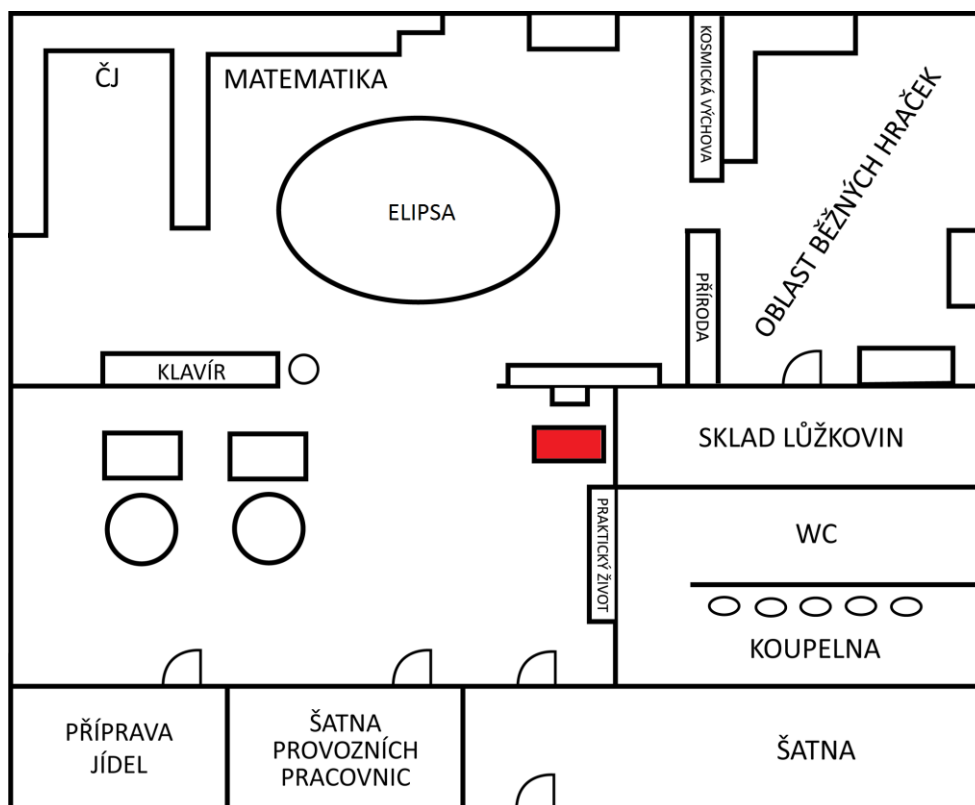 ČJ
MATEMATIKA
KOSMICKÁ VÝCHOVA
OBLAST BĚŽNÝCH HRAČEK
ELIPSA
PŘÍRODA
KLAVÍR
SKLAD LŮŽKOVIN
PRAKTICKÝ ŽIVOT
WC
KOUPELNA
PŘÍPRAVA
JÍDEL
ŠATNA
PROVOZNÍCH
PRACOVNIC
ŠATNA